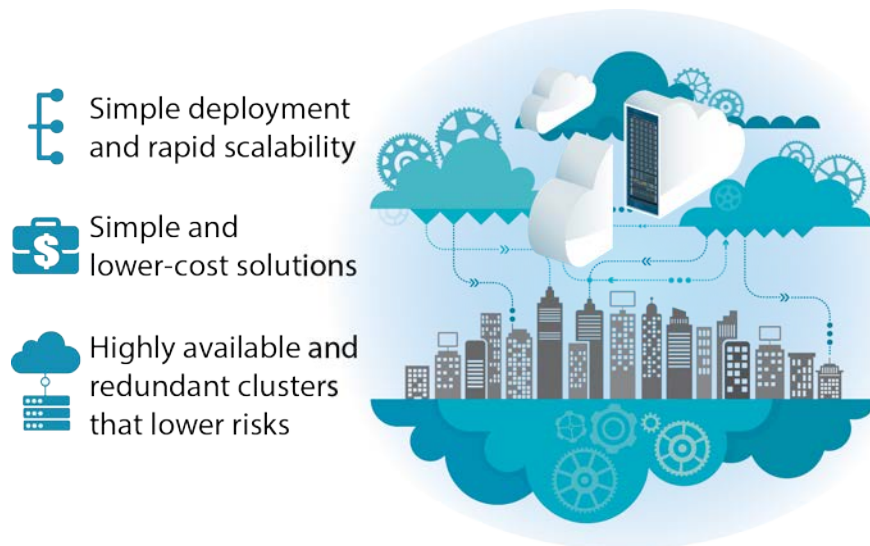 Simple deployment
and rapid scalability
$
Simple and
lower-cost solutions
Highly available and
redundant clusters
that lower risks